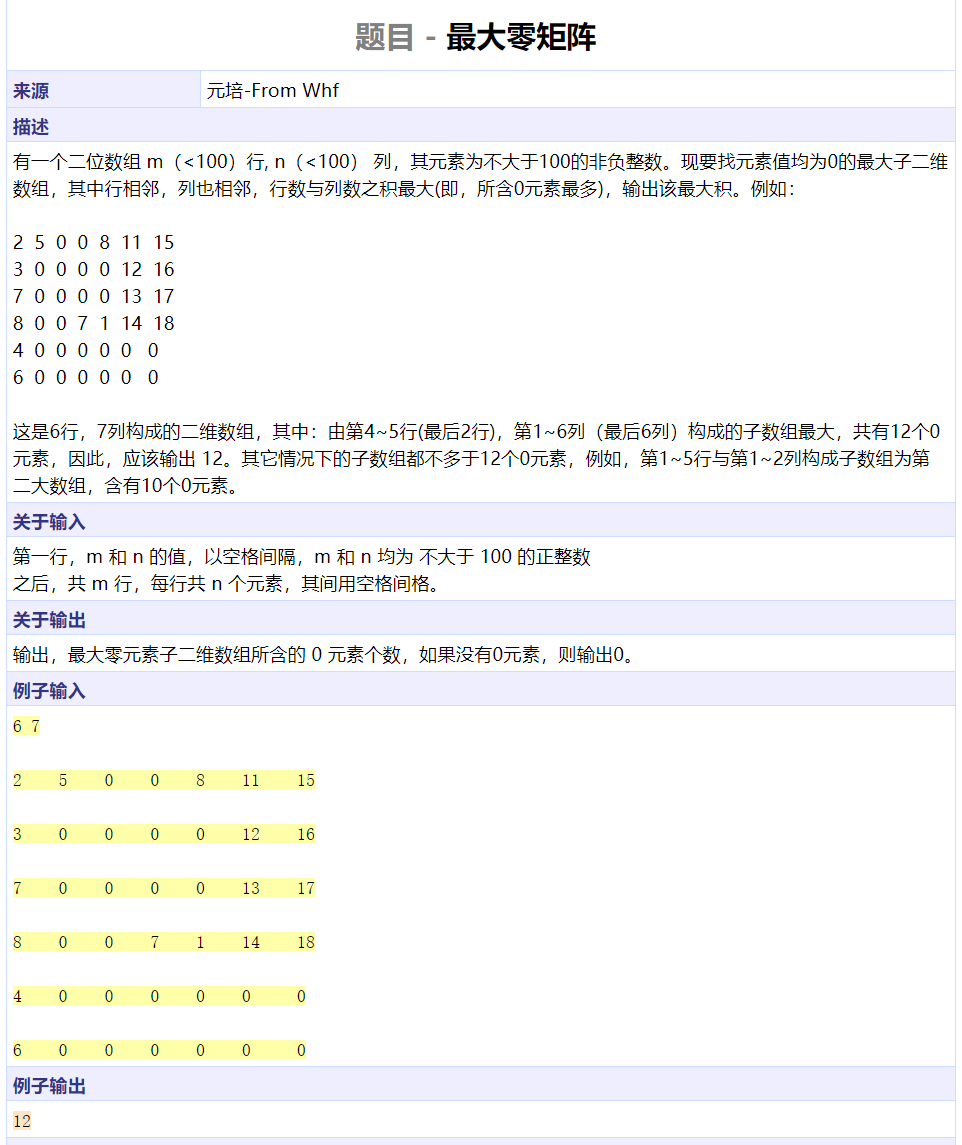 题目 - 最大零矩阵
来源 元培-From Whf
描述
有一个二位数组 m（<100）行, n（<100） 列，其元素为不大于100的非负整数。现要找元素值均为0的最大子二维
数组，其中行相邻，列也相邻，行数与列数之积最大(即，所含0元素最多)，输出该最大积。例如：
2 5 0 0 8 11 15
3 0 0 0 0 12 16
7 0 0 0 0 13 17
8 0 0 7 1 14 18
4 0 0 0 0 0 0
6 0 0 0 0 0 0
这是6行，7列构成的二维数组，其中：由第4~5行(最后2行)，第1~6列（最后6列）构成的子数组最大，共有12个0
元素，因此，应该输出 12。其它情况下的子数组都不多于12个0元素，例如，第1~5行与第1~2列构成子数组为第
二大数组，含有10个0元素。
关于输入
第一行，m 和 n 的值，以空格间隔，m 和 n 均为 不大于 100 的正整数
之后，共 m 行，每行共 n 个元素，其间用空格间格。
关于输出
输出，最大零元素子二维数组所含的 0 元素个数，如果没有0元素，则输出0。
例子输入
6 7
2 5 0 0 8 11 15
3 0 0 0 0 12 16
7 0 0 0 0 13 17
8 0 0 7 1 14 18
4 0 0 0 0 0 0
6 0 0 0 0 0 0
例子输出
12